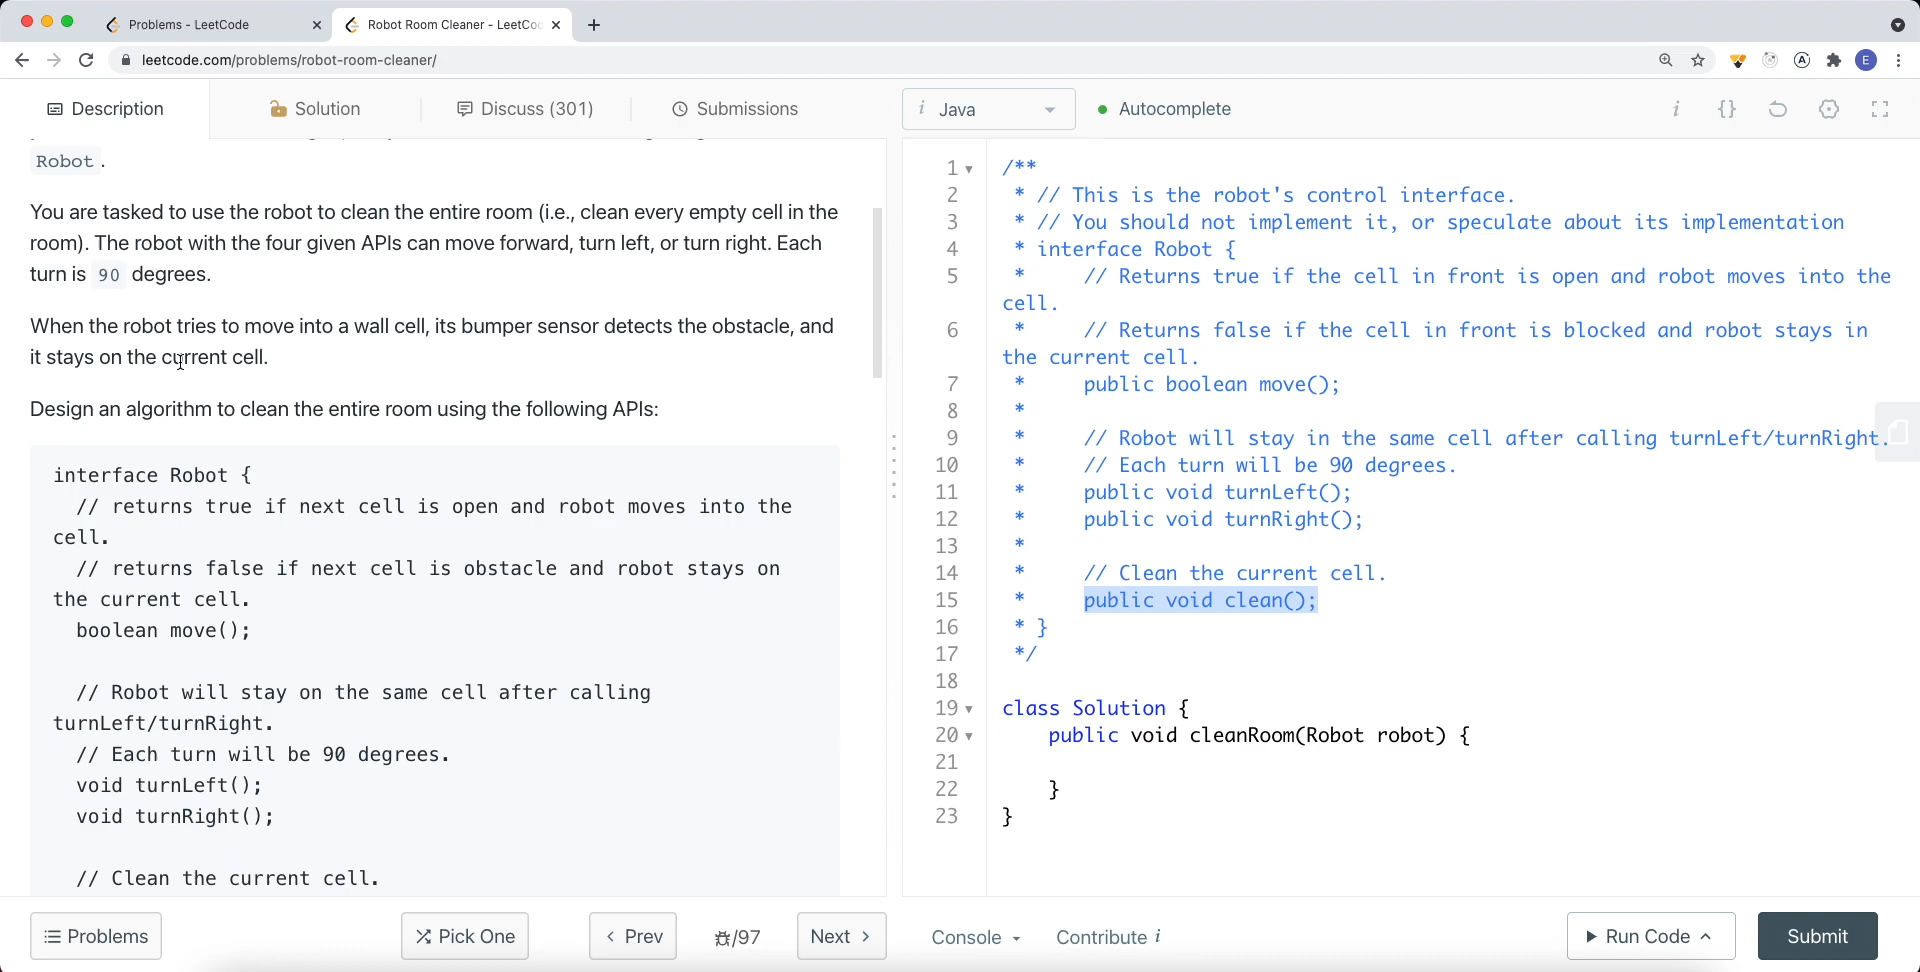 Problems - LeetCode
Robot Room Cleaner - LeetCo
leetcode.com/problems/robot-room-cleaner/
E
Description
Solution
Discuss (301)
Submissions
i Java
Autocomplete
i {}
Robot .
You are tasked to use the robot to clean the entire room (i.e., clean every empty cell in the
room). The robot with the four given APIs can move forward, turn left, or turn right. Each
turn is 90 degrees.
When the robot tries to move into a wall cell, its bumper sensor detects the obstacle, and
it stays on the current cell.
Design an algorithm to clean the entire room using the following APIs:
interface Robot {
// returns true if next cell is open and robot moves into the
cell.
// returns false if next cell is obstacle and robot stays on
the current cell.
boolean move();
// Robot will stay on the same cell after calling
turnLeft/turnRight.
// Each turn will be 90 degrees.
void turnLeft();
void turnRight();
// Clean the current cell.
1 /**
2 * // This is the robot's control interface.
3 * // You should not implement it, or speculate about its implementation
4 * interface Robot {
5 * // Returns true if the cell in front is open and robot moves into the
cell.
6 * // Returns false if the cell in front is blocked and robot stays in
the current cell.
7 * public boolean move();
8 *
9 * // Robot will stay in the same cell after calling turnLeft/turnRight.
10 * // Each turn will be 90 degrees.
11 * public void turnLeft();
12 * public void turnRight();
13 *
14 * // Clean the current cell.
15 * public void clean();
16 * }
17 */
18
19 class Solution {
20 public void cleanRoom(Robot robot) {
21
22 }
23 }
Problems
Pick One
< Prev
/97
Next >
Console
Contribute i
Run Code
Submit